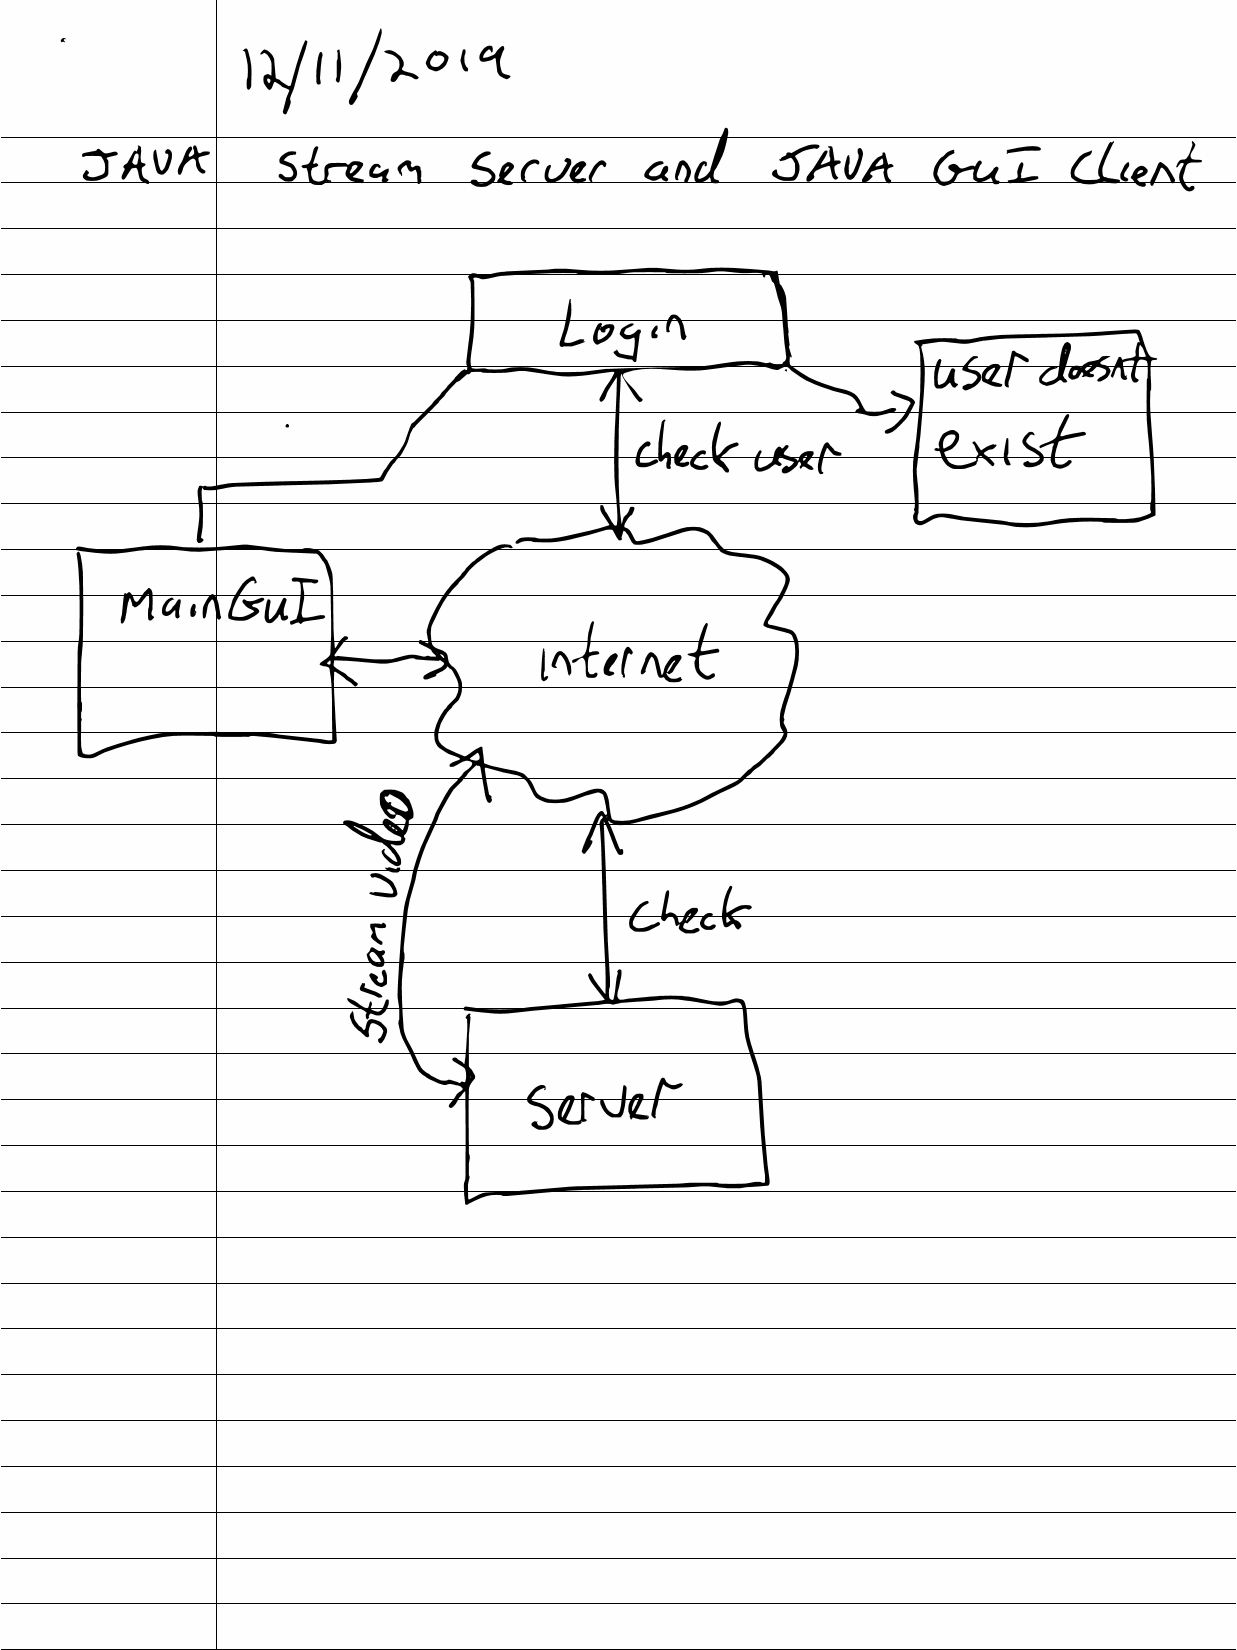 12/11/2019
JAVA Stream Server and JAVA GUI Client
Login
user doesnt
exist
check user
MainGUI
internet
Stream video
check
Server